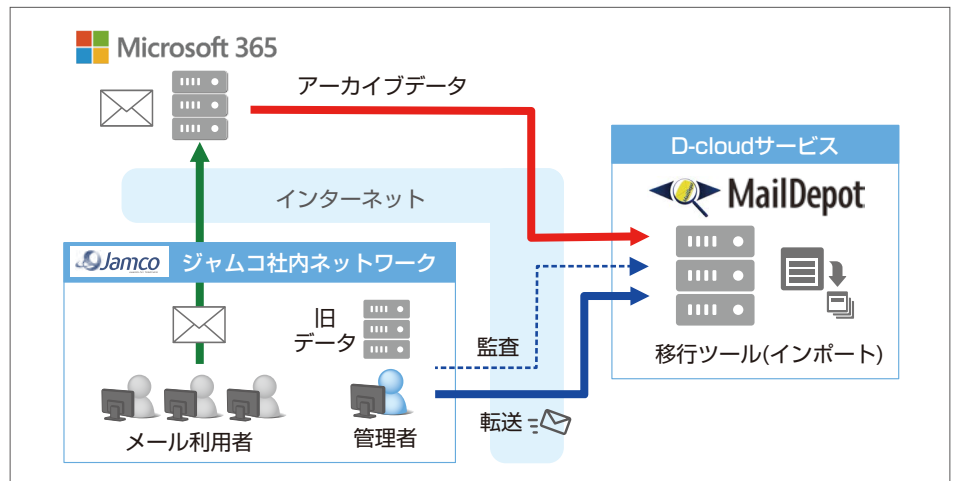 Microsoft 365
アーカイブデータ
D-cloudサービス
MailDepot
インターネット
Jamco ジャムコ社内ネットワーク
旧
データ
監査
移行ツール(インポート)
転送
メール利用者
管理者